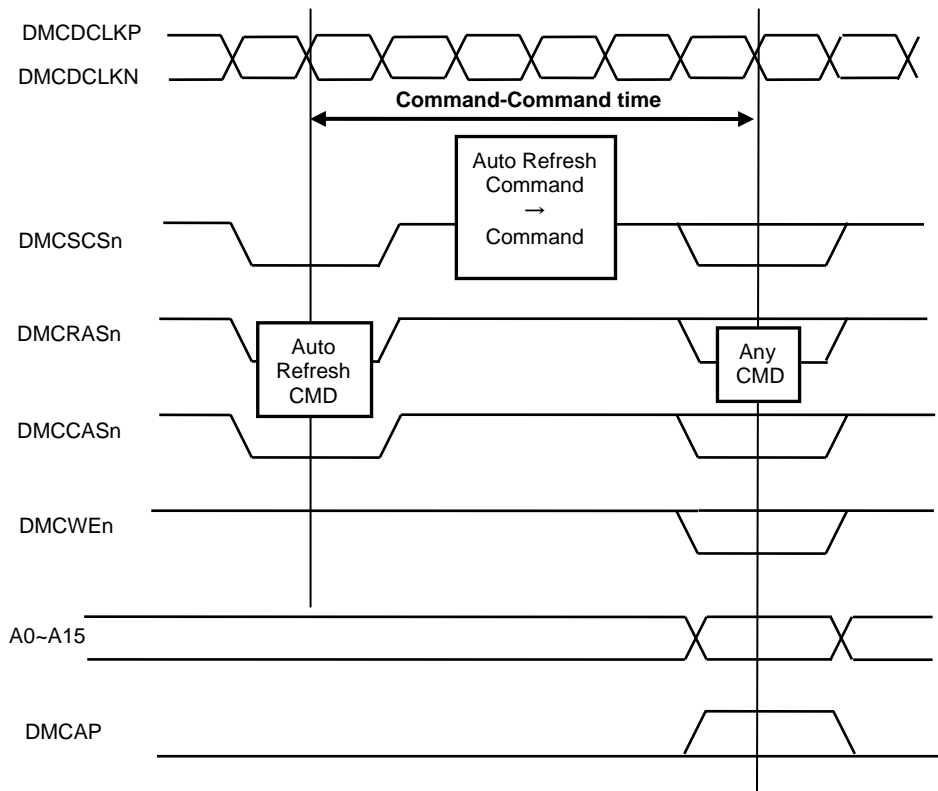 DMCDCLKP
DMCDCLKN
Command-Command time
Auto Refresh
Command
→
Command
DMCSCSn
DMCRASn
Auto
Refresh
CMD
Any
CMD
DMCCASn
DMCWEn
A0~A15
DMCAP